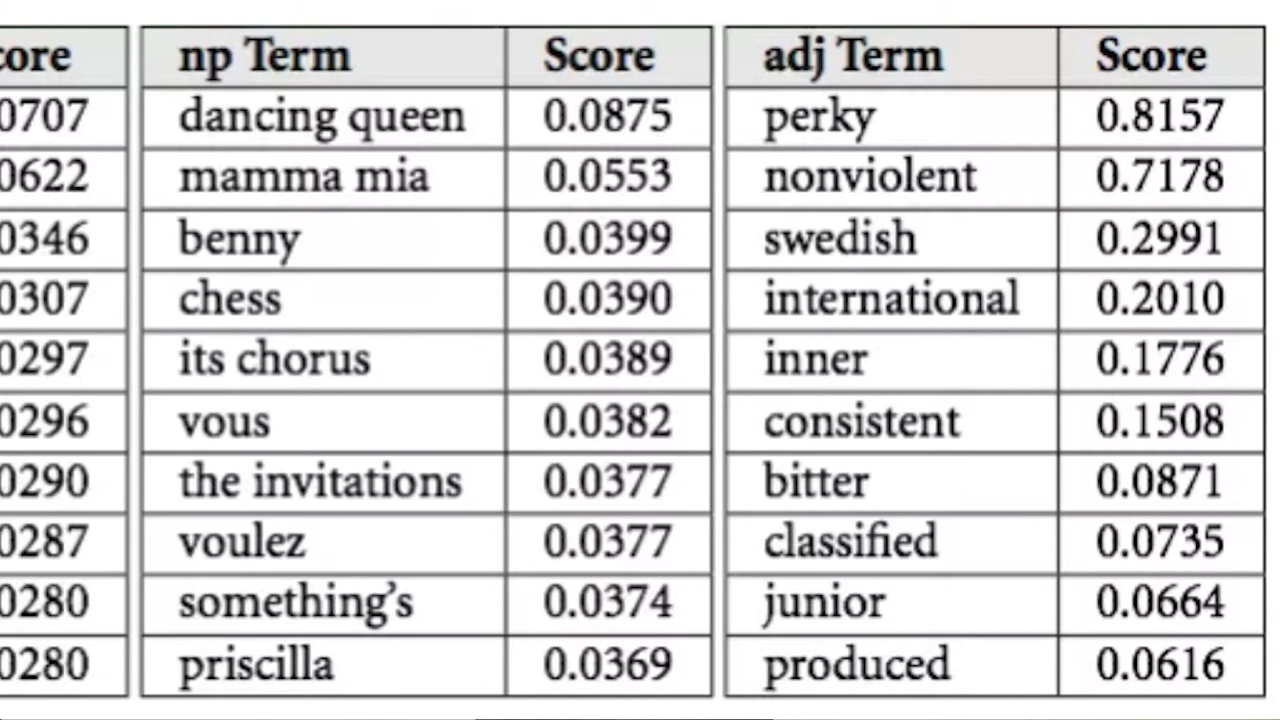 core np Term Score adj Term Score
0707 dancing queen 0.0875 perky 0.8157
0622 mamma mia 0.0553 nonviolent 0.7178
0346 benny 0.0399 swedish 0.2991
0307 chess 0.0390 international 0.2010
0297 its chorus 0.0389 inner 0.1776
0296 vous 0.0382 consistent 0.1508
0290 the invitations 0.0377 bitter 0.0871
0287 voulez 0.0377 classified 0.0735
0280 something’s 0.0374 junior 0.0664
0280 priscilla 0.0369 produced 0.0616